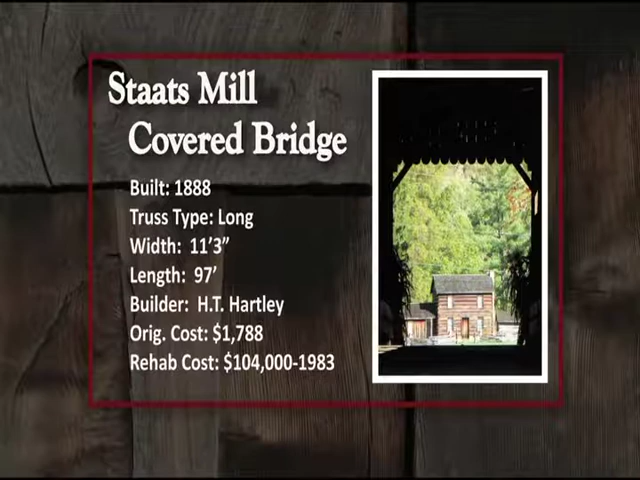 Staats Mill
Covered Bridge
Built: 1888
Truss Type: Long
Width: 11'3"
Length: 97'
Builder: H.T. Hartley
Orig. Cost: $1,788
Rehab Cost: $104,000-1983